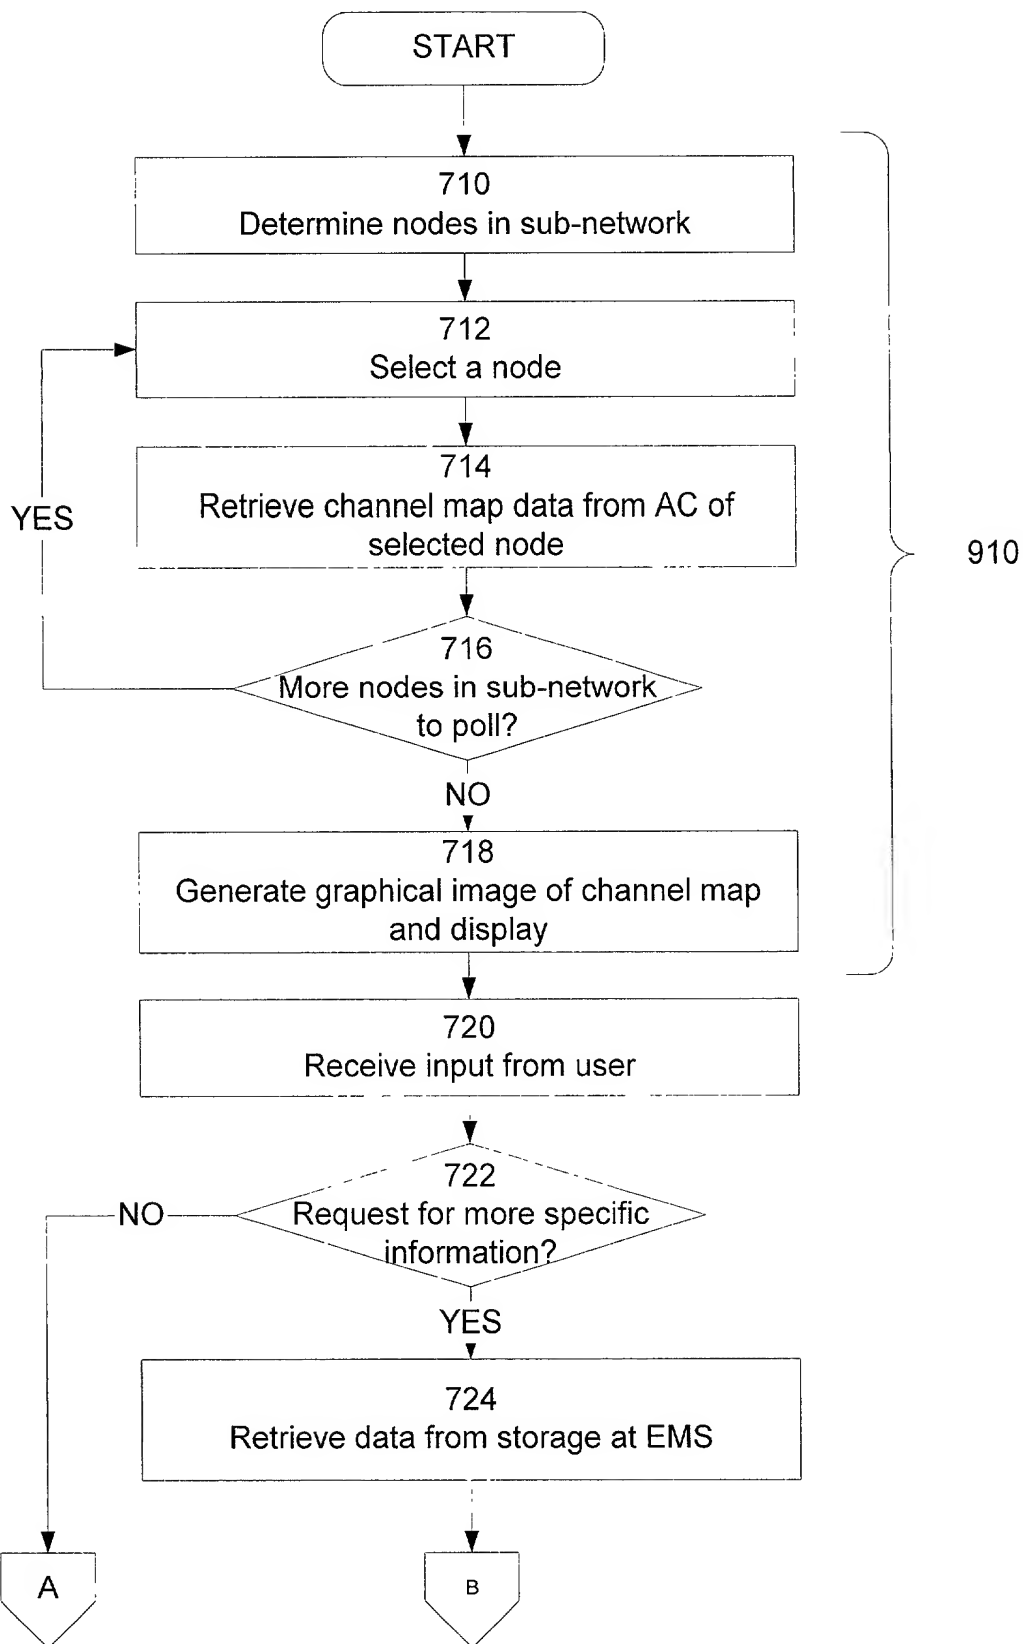 START
710
Determine nodes in sub-network
712
Select a node
714
Retrieve channel map data from AC of
selected node
YES
910
716
More nodes in sub-network
to poll?
NO
718
Generate graphical image of channel map
and display
720
Receive input from user
722
Request for more specific
information?
NO
YES
724
Retrieve data from storage at EMS
A
B